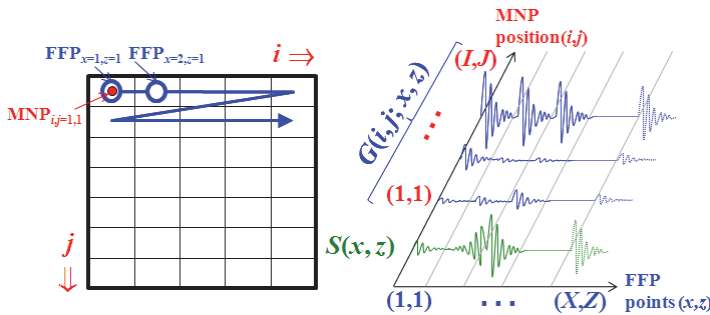 FFPx=1,z=1 FFPx=2,z=1
i ⇒
MNPi,j=1,1
j
⇓
MNP
position(i,j)
(I,J)
G(i,j;x,z)
...
(1,1)
S(x,z)
(1,1) ... (X,Z)
FFP
points(x,z)